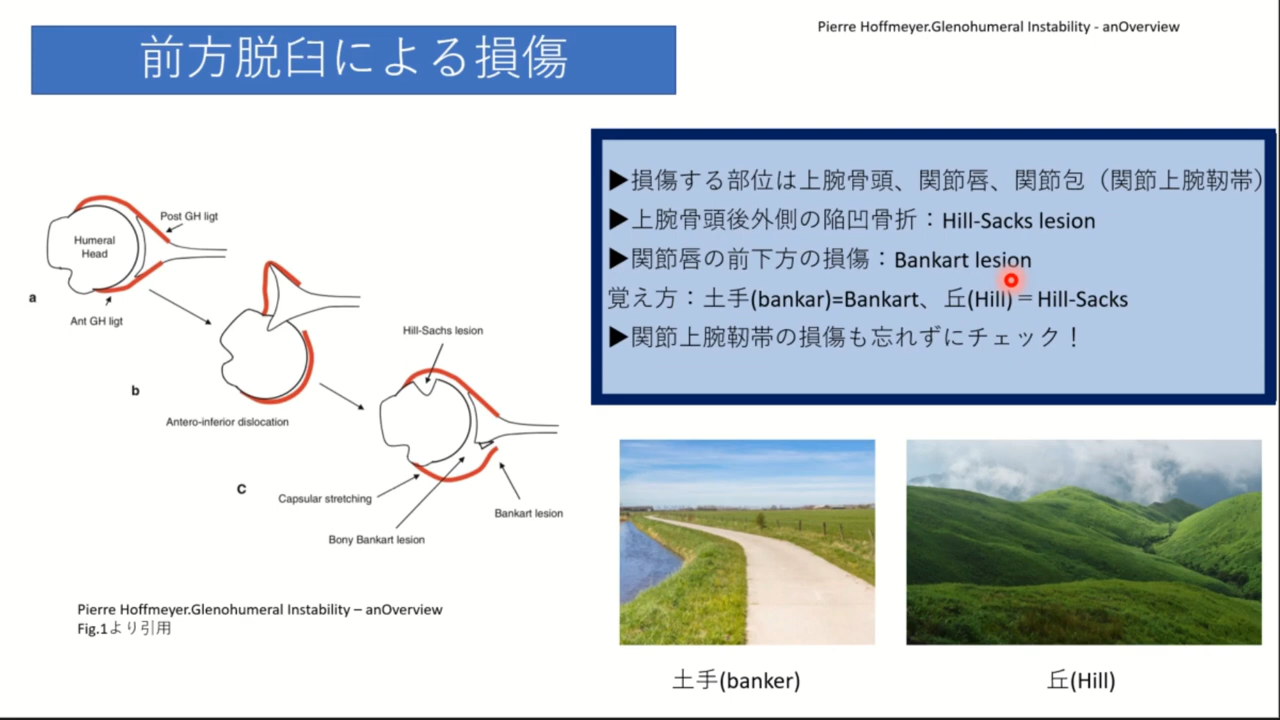 Pierre Hoffmeyer.Glenohumeral Instability - anOverview
前方脱臼による損傷
▶損傷する部位は上腕骨頭、関節唇、関節包（関節上腕靭帯）
▶上腕骨頭後外側の陥凹骨折：Hill-Sacks lesion
▶関節唇の前下方の損傷：Bankart lesion
覚え方：土手(bankar)=Bankart、丘(Hill)＝Hill-Sacks
▶関節上腕靭帯の損傷も忘れずにチェック！
Post GH ligt
Humeral
Head
a
Ant GH ligt
b
Antero-inferior dislocation
Hill-Sachs lesion
c
Capsular stretching
Bankart lesion
Bony Bankart lesion
Pierre Hoffmeyer.Glenohumeral Instability – anOverview
Fig.1より引用
土手(banker)
丘(Hill)